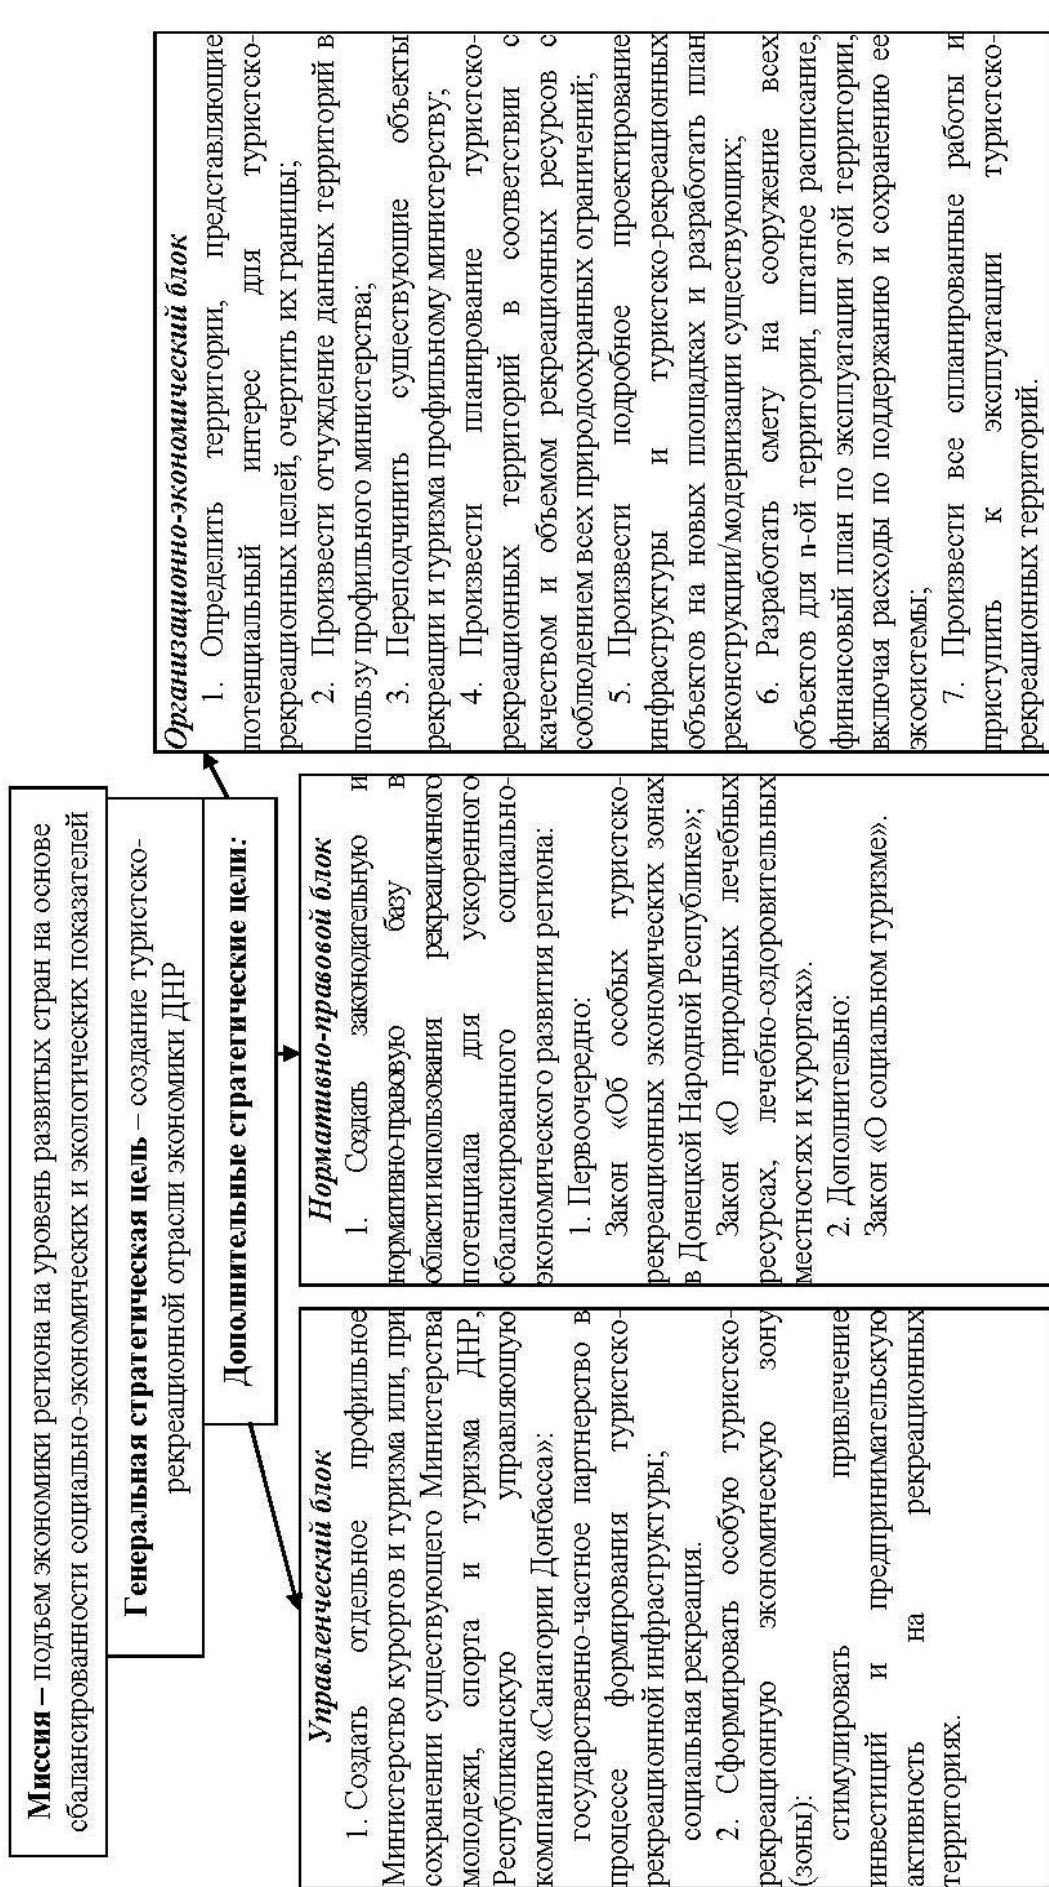 Миссия – подъем экономики региона на уровень развитых стран на основе
сбалансированности социально-экономических и экологических показателей
Генеральная стратегическая цель – создание туристско-
рекреационной отрасли экономики ДНР
Дополнительные стратегические цели:
Управленческий блок
1. Создать отдельное профильное
Министерство курортов и туризма или, при
сохранении существующего Министерства
молодежи, спорта и туризма ДНР,
Республиканскую управляющую
компанию «Санатории Донбасса»:
государственно-частное партнерство в
процессе формирования туристско-
рекреационной инфраструктуры;
социальная рекреация.
2. Сформировать особую туристско-
рекреационную экономическую зону
(зоны):
стимулировать привлечение
инвестиций и предпринимательскую
активность на рекреационных
территориях.
Нормативно-правовой блок
1. Создать законодательную и
нормативно-правовую базу в
области использования рекреационного
потенциала для ускоренного
сбалансированного социально-
экономического развития региона:
1. Первоочередно:
Закон «Об особых туристско-
рекреационных экономических зонах
в Донецкой Народной Республике»;
Закон «О природных лечебных
ресурсах, лечебно-оздоровительных
местностях и курортах».
2. Дополнительно:
Закон «О социальном туризме».
Организационно-экономический блок
1. Определить территории, представляющие
потенциальный интерес для туристско-
рекреационных целей, очертить их границы;
2. Произвести отчуждение данных территорий в
пользу профильного министерства;
3. Переподчинить существующие объекты
рекреации и туризма профильному министерству;
4. Произвести планирование туристско-
рекреационных территорий в соответствии с
качеством и объемом рекреационных ресурсов с
соблюдением всех природоохранных ограничений;
5. Произвести подробное проектирование
инфраструктуры и туристско-рекреационных
объектов на новых площадках и разработать план
реконструкции/модернизации существующих;
6. Разработать смету на сооружение всех
объектов для n-ой территории, штатное расписание,
финансовый план по эксплуатации этой территории,
включая расходы по поддержанию и сохранению ее
экосистемы;
7. Произвести все спланированные работы и
приступить к эксплуатации туристско-
рекреационных территорий.